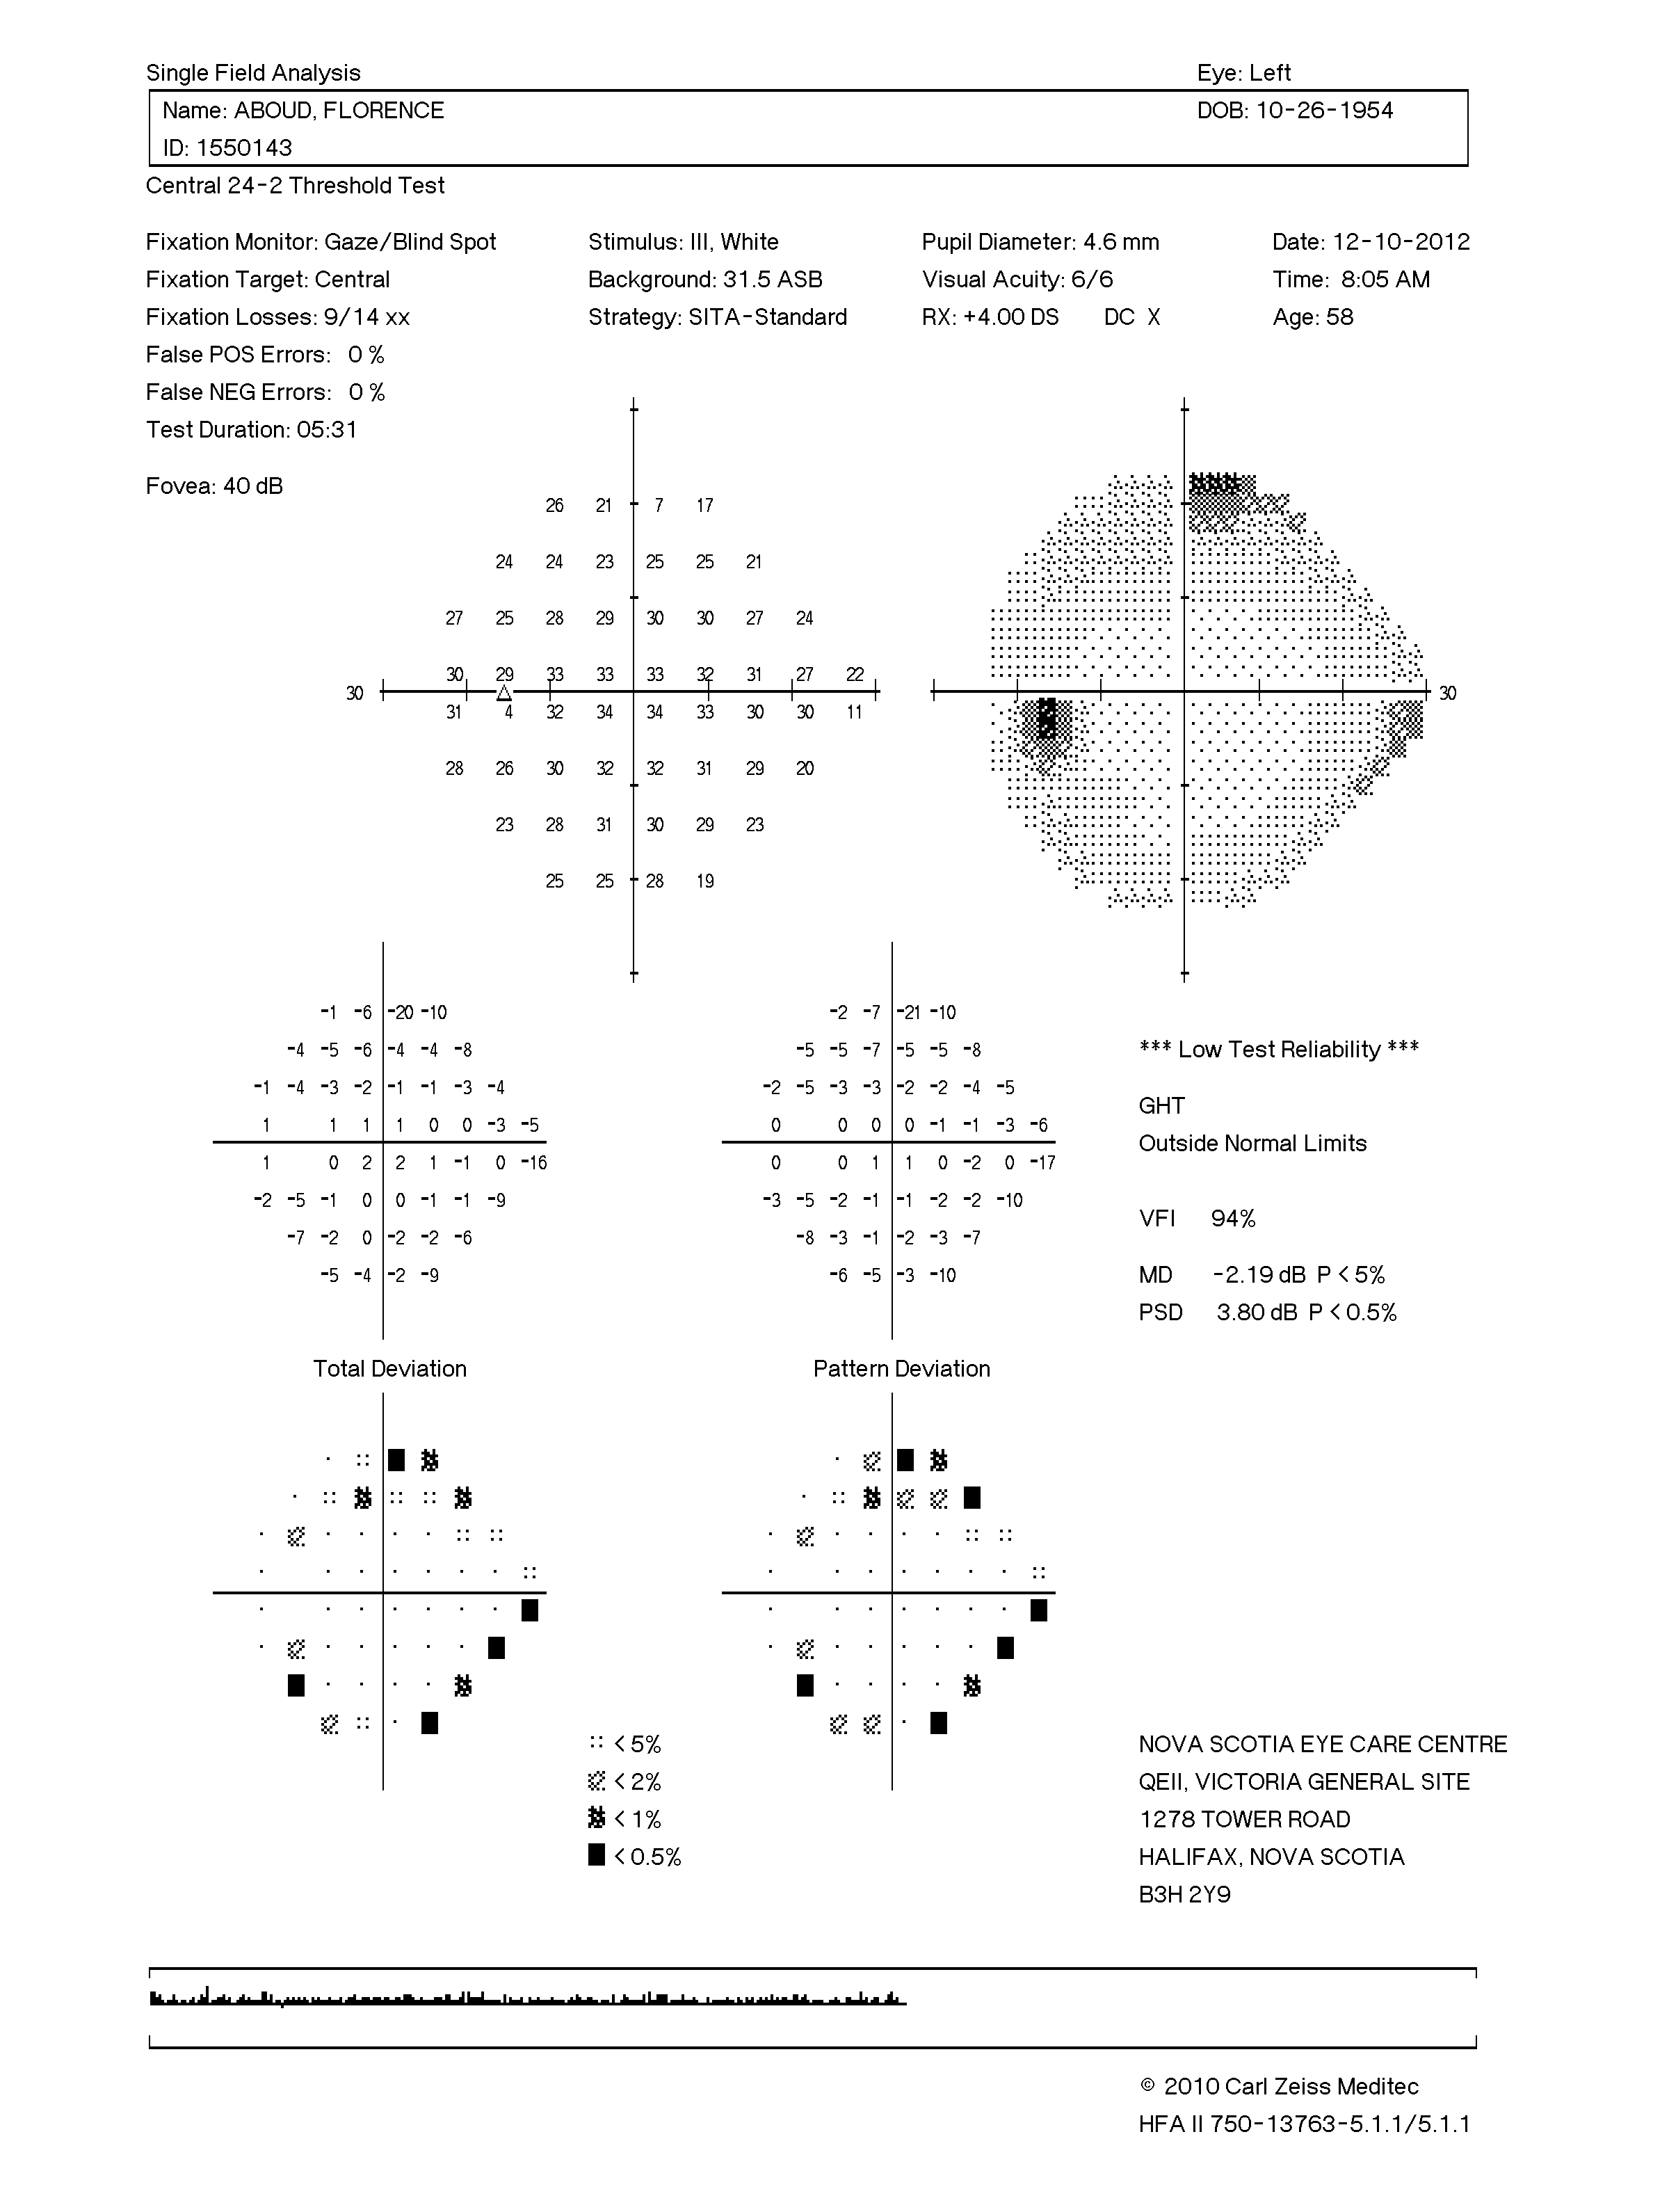 Single Field Analysis Eye: Left
Name: ABOUD, FLORENCE DOB: 10-26-1954
ID: 1550143
Central 24-2 Threshold Test
Fixation Monitor: Gaze/Blind Spot Stimulus: III, White Pupil Diameter: 4.6 mm Date: 12-10-2012
Fixation Target: Central Background: 31.5 ASB Visual Acuity: 6/6 Time: 8:05 AM
Fixation Losses: 9/14 xx Strategy: SITA-Standard RX: +4.00 DS DC X Age: 58
False POS Errors: 0 %
False NEG Errors: 0 %
Test Duration: 05:31
Fovea: 40 dB
26 21 7 17
24 24 23 25 25 21
27 25 28 29 30 30 27 24
30 29 33 33 33 32 31 27 22
30 30
31 4 32 34 34 33 30 30 11
28 26 30 32 32 31 29 20
23 28 31 30 29 23
25 25 28 19
-1 -6 -20 -10 -2 -7 -21 -10
-4 -5 -6 -4 -4 -8 -5 -5 -7 -5 -5 -8 *** Low Test Reliability ***
-1 -4 -3 -2 -1 -1 -3 -4 -2 -5 -3 -3 -2 -2 -4 -5
GHT
1 1 1 1 0 0 -3 -5 0 0 0 0 -1 -1 -3 -6
Outside Normal Limits
1 0 2 2 1 -1 0 -16 0 0 1 1 0 -2 0 -17
-2 -5 -1 0 0 -1 -1 -9 -3 -5 -2 -1 -1 -2 -2 -10
VFI 94%
-7 -2 0 -2 -2 -6 -8 -3 -1 -2 -3 -7
-5 -4 -2 -9 -6 -5 -3 -10 MD -2.19 dB P < 5%
PSD 3.80 dB P < 0.5%
Total Deviation Pattern Deviation
< 5% NOVA SCOTIA EYE CARE CENTRE
< 2% QEII, VICTORIA GENERAL SITE
< 1% 1278 TOWER ROAD
< 0.5% HALIFAX, NOVA SCOTIA
B3H 2Y9
© 2010 Carl Zeiss Meditec
HFA II 750-13763-5.1.1/5.1.1